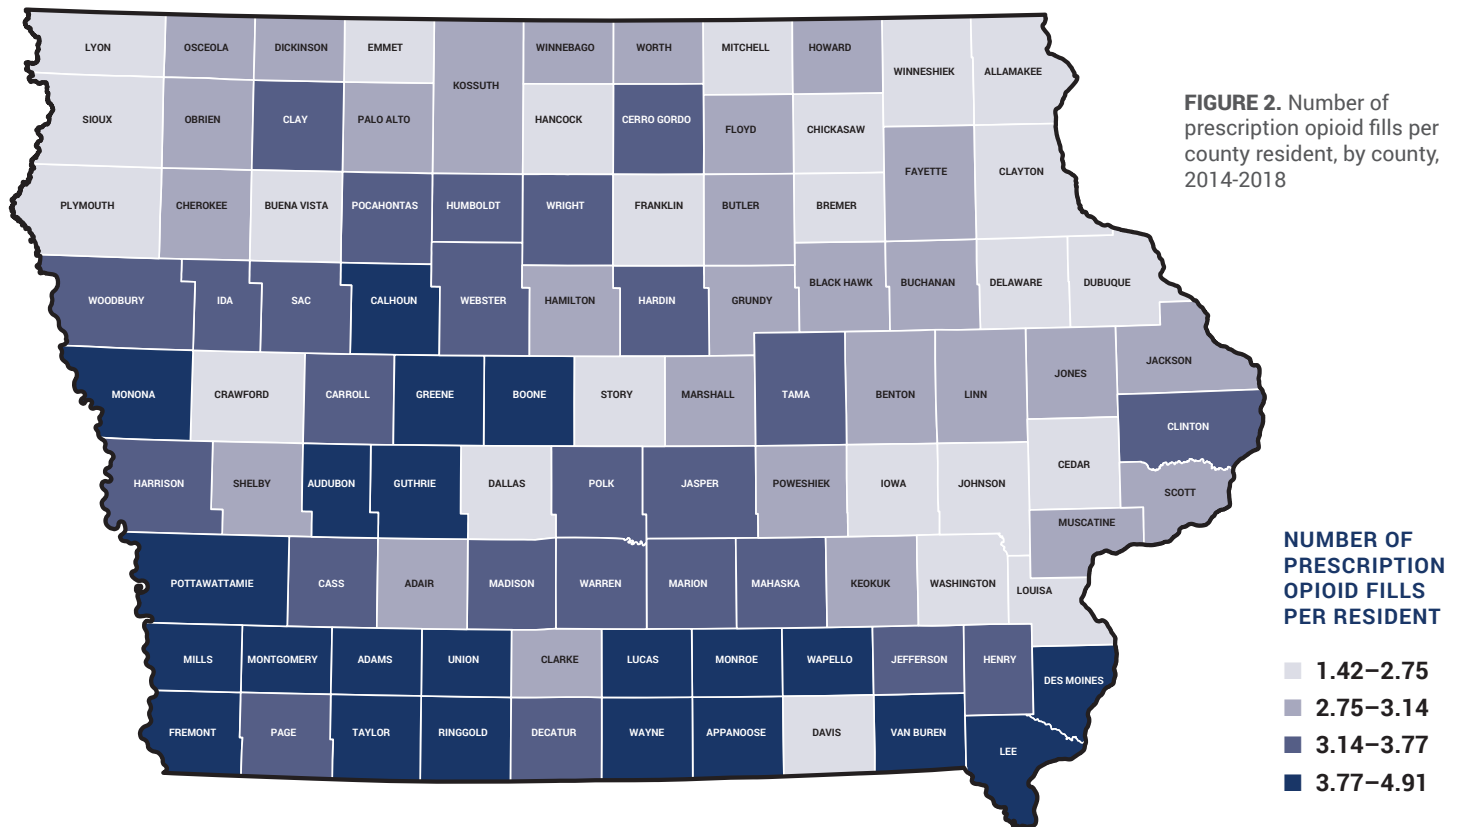 LYON
OSCEOLA
DICKINSON
EMMET
KOSSUTH
WINNEBAGO
WORTH
MITCHELL
HOWARD
WINNESHIEK
ALLAMAKEE
SIOUX
OBRIEN
CLAY
PALO ALTO
HANCOCK
CERRO GORDO
FLOYD
CHICKASAW
FAYETTE
CLAYTON
PLYMOUTH
CHEROKEE
BUENA VISTA
POCAHONTAS
HUMBOLDT
WRIGHT
FRANKLIN
BUTLER
BREMER
WOODBURY
IDA
SAC
CALHOUN
WEBSTER
HAMILTON
HARDIN
GRUNDY
BLACK HAWK
BUCHANAN
DELAWARE
DUBUQUE
MONONA
CRAWFORD
CARROLL
GREENE
BOONE
STORY
MARSHALL
TAMA
BENTON
LINN
JONES
JACKSON
CLINTON
HARRISON
SHELBY
AUDUBON
GUTHRIE
DALLAS
POLK
JASPER
POWESHIEK
IOWA
JOHNSON
CEDAR
SCOTT
MUSCATINE
POTTAWATTAMIE
CASS
ADAIR
MADISON
WARREN
MARION
MAHASKA
KEOKUK
WASHINGTON
LOUISA
MILLS
MONTGOMERY
ADAMS
UNION
CLARKE
LUCAS
MONROE
WAPELLO
JEFFERSON
HENRY
DES MOINES
FREMONT
PAGE
TAYLOR
RINGGOLD
DECATUR
WAYNE
APPANOOSE
DAVIS
VAN BUREN
LEE
FIGURE 2. Number of
prescription opioid fills per
county resident, by county,
2014-2018
NUMBER OF
PRESCRIPTION
OPIOID FILLS
PER RESIDENT
1.42–2.75
2.75–3.14
3.14–3.77
3.77–4.91